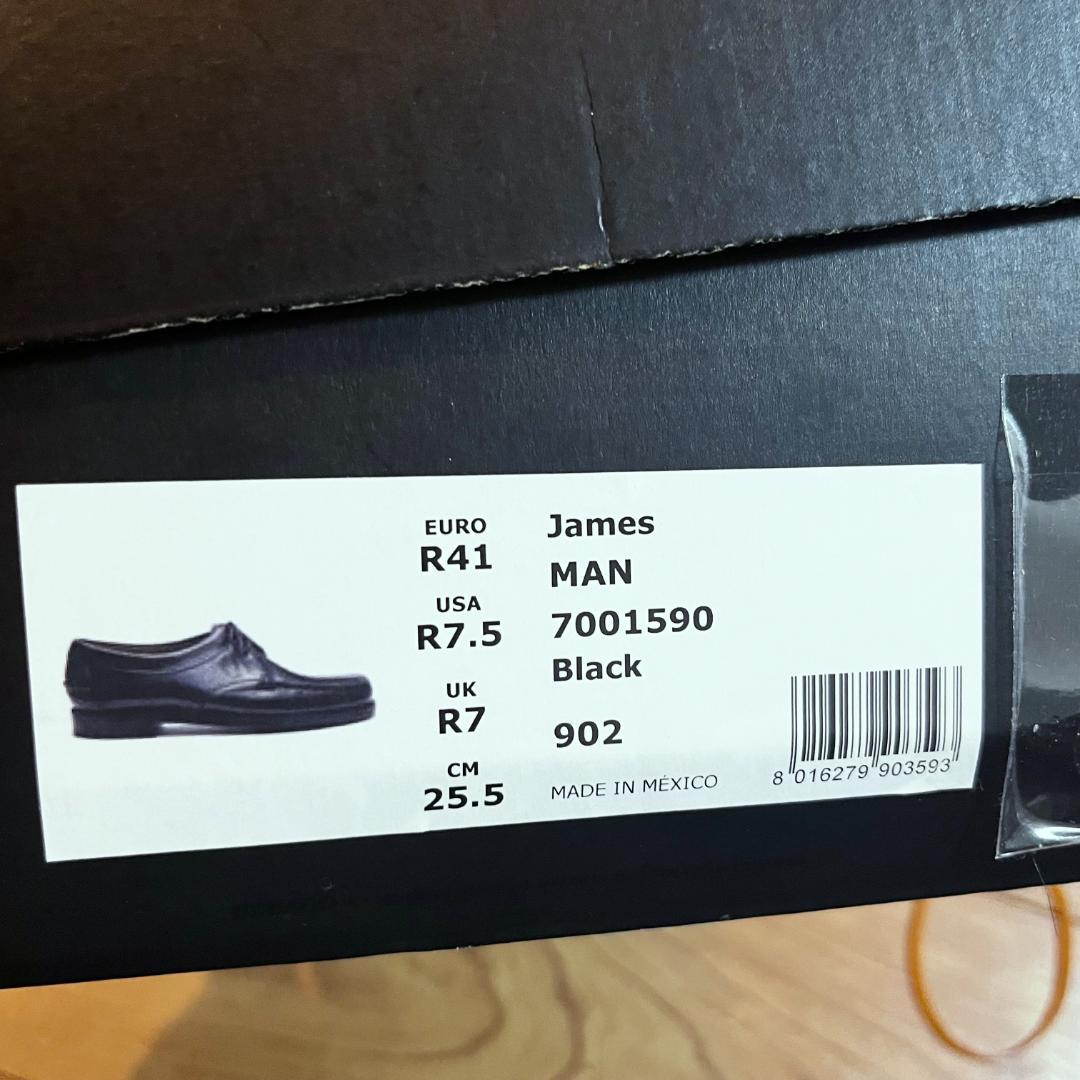 EURO
R41
USA
R7.5
UK
R7
CM
25.5
James
MAN
7001590
Black
902
MADE IN MÉXICO
8 016279 903593